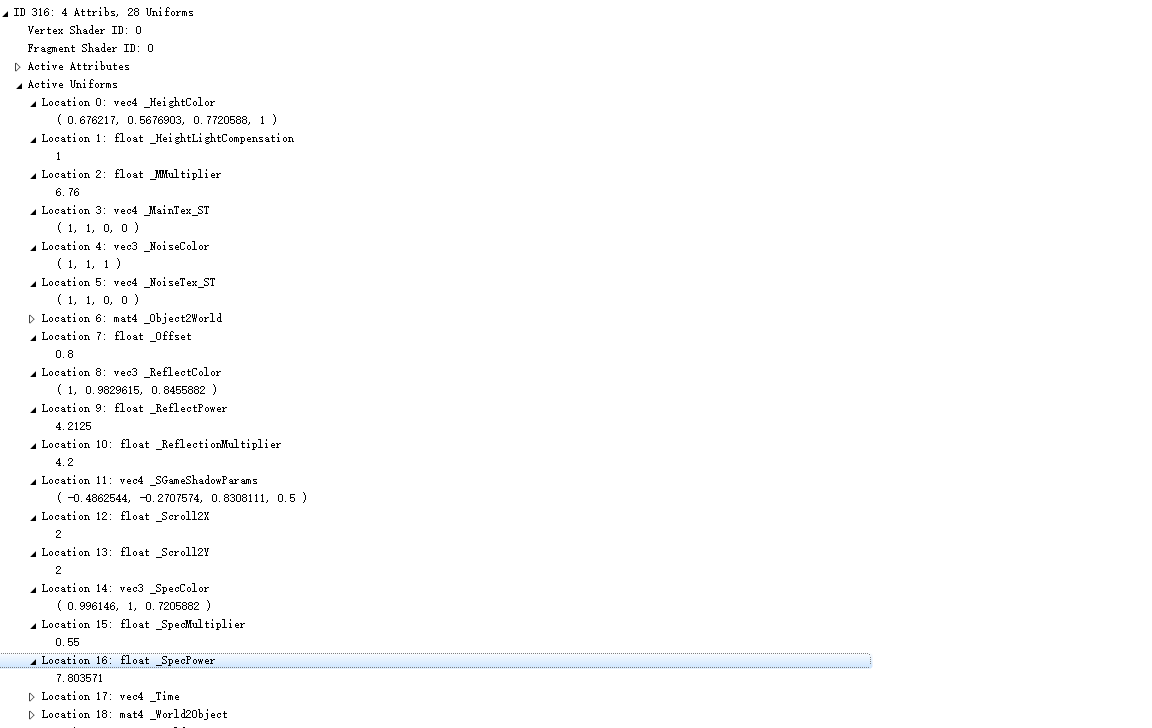 ID 316: 4 Attribs, 28 Uniforms
Vertex Shader ID: 0
Fragment Shader ID: 0
Active Attributes
Active Uniforms
Location 0: vec4 _HeightColor
( 0.676217, 0.5676903, 0.7720588, 1 )
Location 1: float _HeightLightCompensation
1
Location 2: float _MMultiplier
6.76
Location 3: vec4 _MainTex_ST
( 1, 1, 0, 0 )
Location 4: vec3 _NoiseColor
( 1, 1, 1 )
Location 5: vec4 _NoiseTex_ST
( 1, 1, 0, 0 )
Location 6: mat4 _Object2World
Location 7: float _Offset
0.8
Location 8: vec3 _ReflectColor
( 1, 0.9829615, 0.8455882 )
Location 9: float _ReflectPower
4.2125
Location 10: float _ReflectionMultiplier
4.2
Location 11: vec4 _SGameShadowParams
( -0.4862544, -0.2707574, 0.8308111, 0.5 )
Location 12: float _Scroll2X
2
Location 13: float _Scroll2Y
2
Location 14: vec3 _SpecColor
( 0.996146, 1, 0.7205882 )
Location 15: float _SpecMultiplier
0.55
Location 16: float _SpecPower
7.803571
Location 17: vec4 _Time
Location 18: mat4 _World2Object